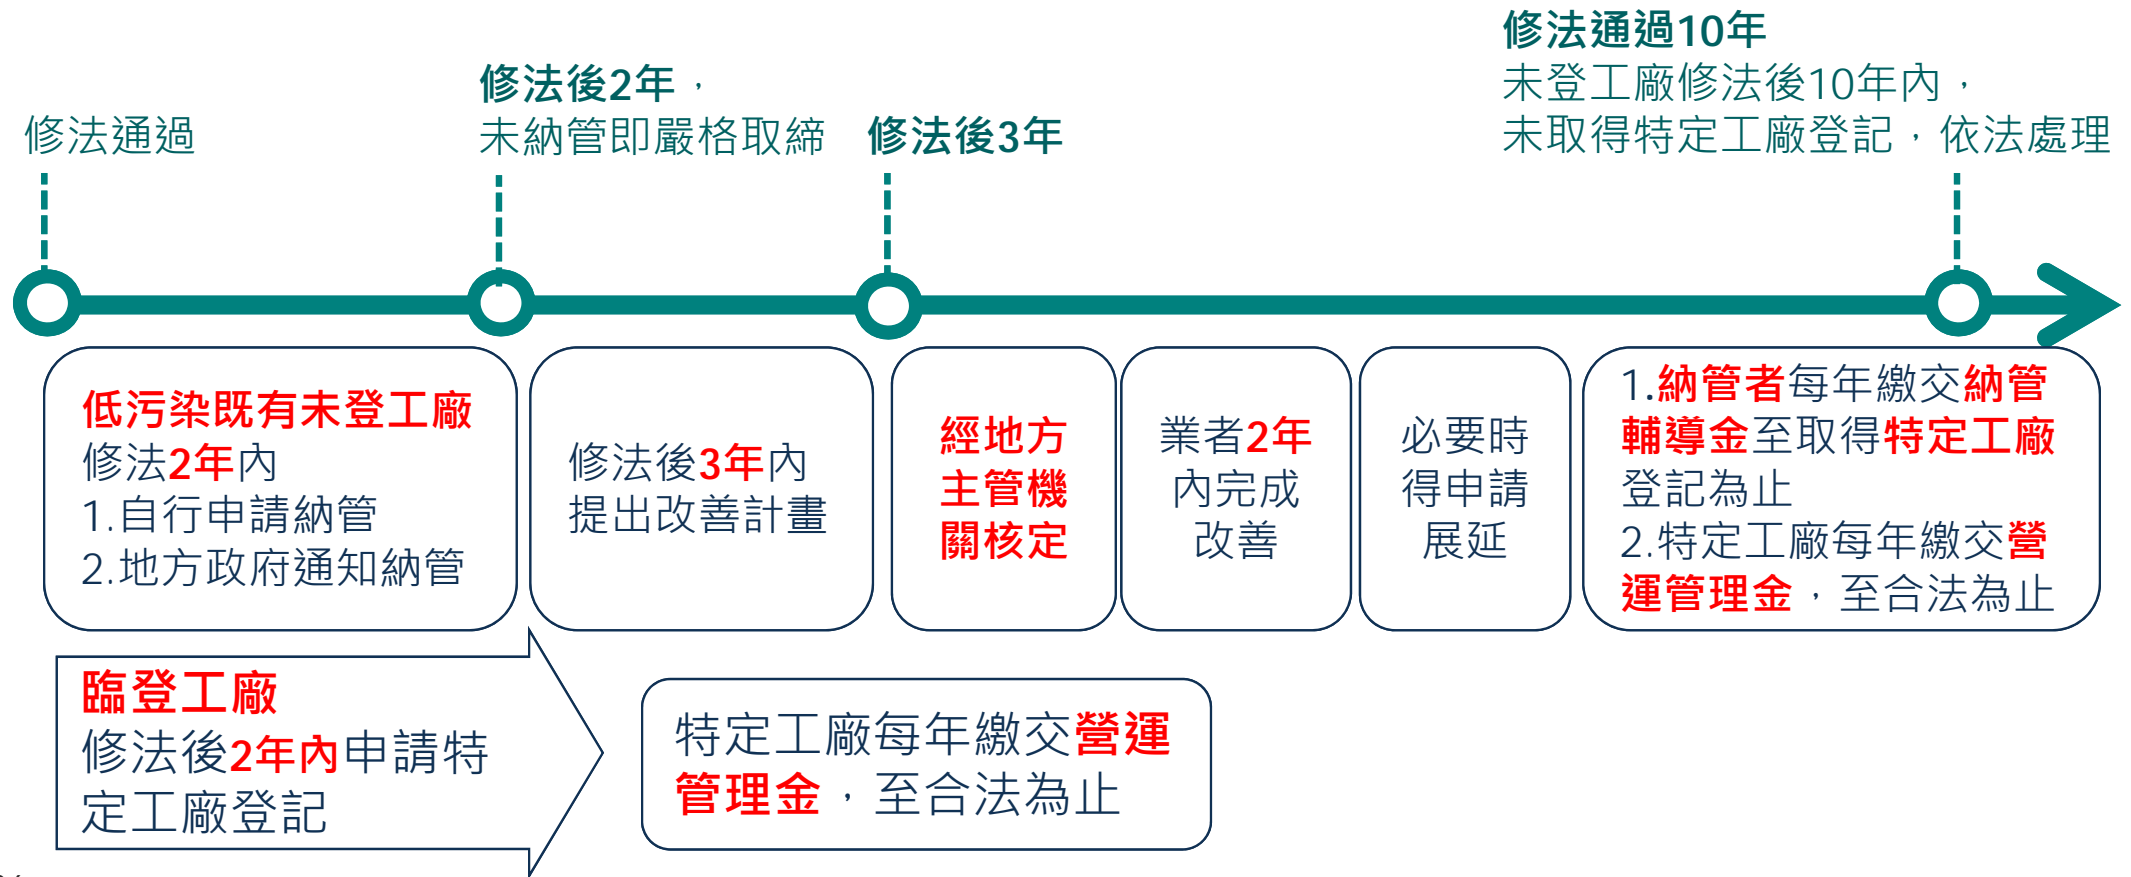 修法通過
修法後2年，
未納管即嚴格取締
修法後3年
修法通過10年
未登工廠修法後10年內，
未取得特定工廠登記，依法處理
低污染既有未登工廠
修法2年內
1.自行申請納管
2.地方政府通知納管
修法後3年內
提出改善計畫
經地方
主管機
關核定
業者2年
內完成
改善
必要時
得申請
展延
1.納管者每年繳交納管
輔導金至取得特定工廠
登記為止
2.特定工廠每年繳交營
運管理金，至合法為止
臨登工廠
修法後2年內申請特
定工廠登記
特定工廠每年繳交營運
管理金，至合法為止